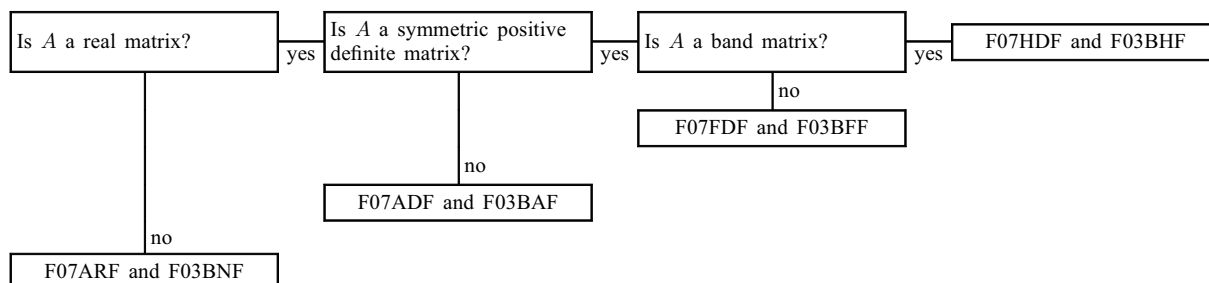 Is A a real matrix?
yes
Is A a symmetric positive
definite matrix?
yes
Is A a band matrix?
yes
F07HDF and F03BHF
no
F07FDF and F03BFF
no
F07ADF and F03BAF
no
F07ARF and F03BNF